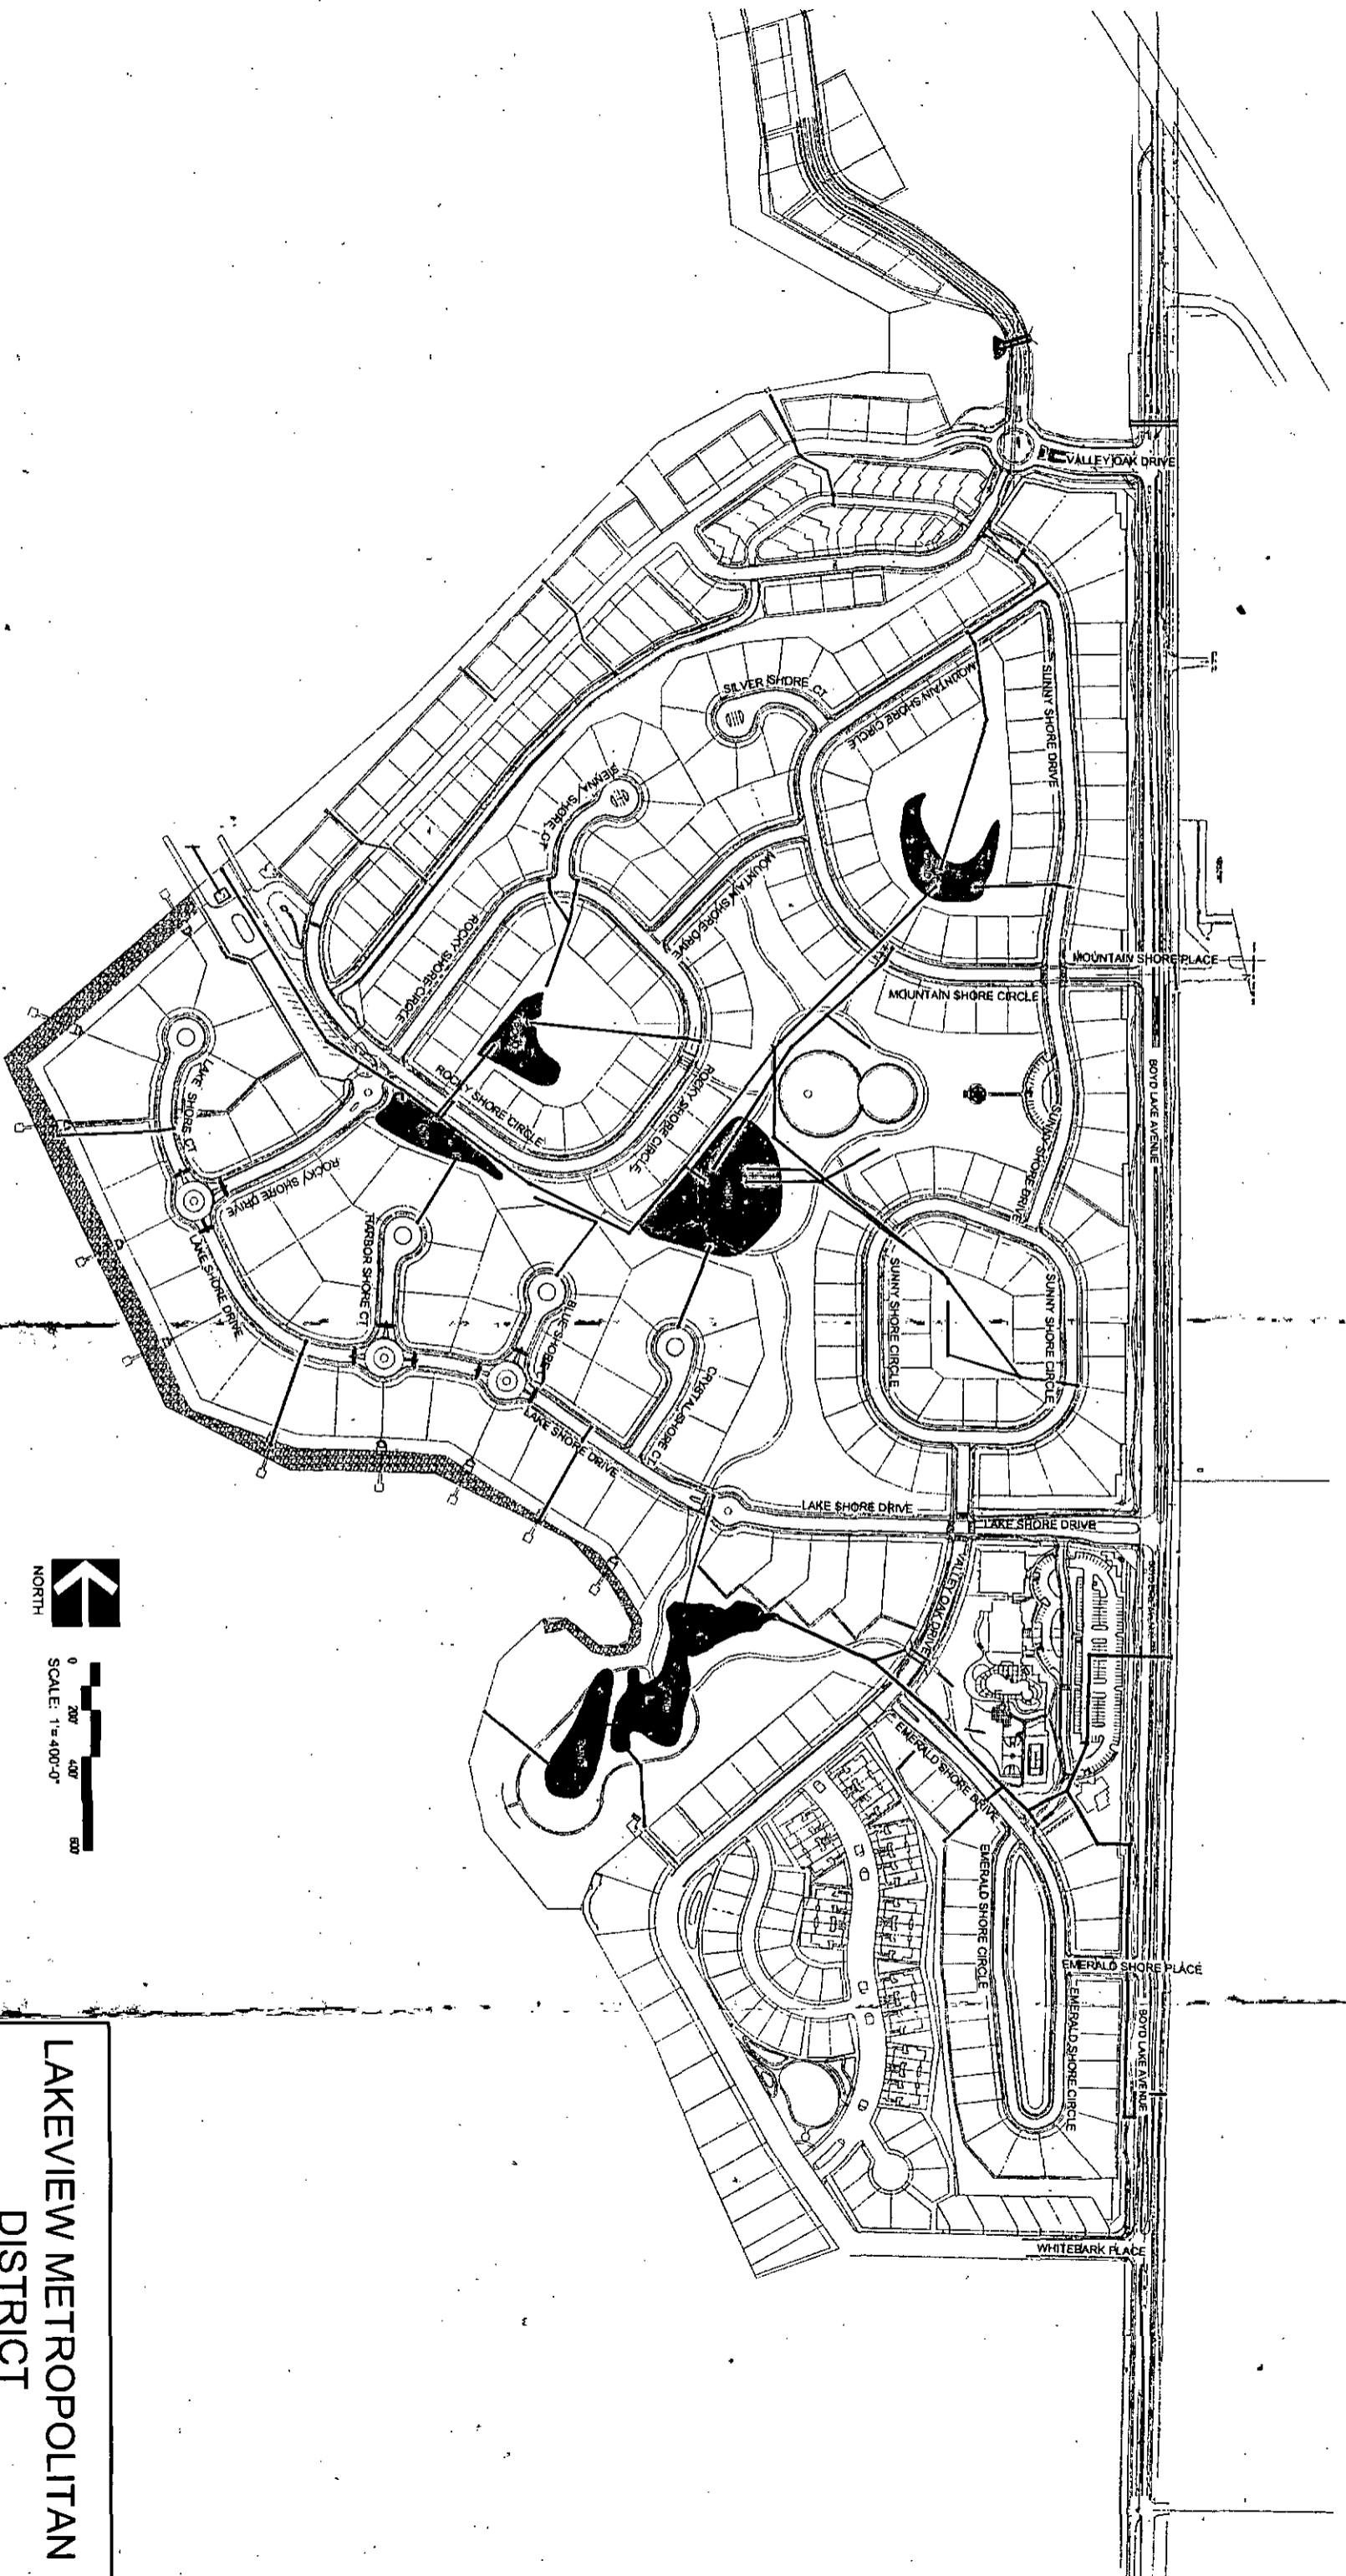 VALLEY OAK DRIVE
SILVER SHORE CT
MOUNTAIN SHORE CIRCLE
SUNNY SHORE DRIVE
SIENNA SHORE CT
MOUNTAIN SHORE DRIVE
ROCKY SHORE CIRCLE
MOUNTAIN SHORE PLACE
MOUNTAIN SHORE CIRCLE
BOYD LAKE AVENUE
ROCKY SHORE CIRCLE
ROCKY SHORE CIRCLE
SUNNY SHORE DRIVE
LAKE SHORE CT
ROCKY SHORE DRIVE
LAKE SHORE DRIVE
HARBOR SHORE CT
BLUE SHORE
SUNNY SHORE CIRCLE
SUNNY SHORE CIRCLE
CRYSTAL SHORE CT
LAKE SHORE DRIVE
LAKE SHORE DRIVE
LAKE SHORE DRIVE
VALLEY OAK DRIVE
EMERALD SHORE DRIVE
EMERALD SHORE CIRCLE
EMERALD SHORE PLACE
EMERALD SHORE CIRCLE
BOYD LAKE AVENUE
WHITEBARK PLACE
NORTH
0 200' 400' 800'
SCALE: 1"=400'-0"
LAKEVIEW METROPOLITAN
DISTRICT